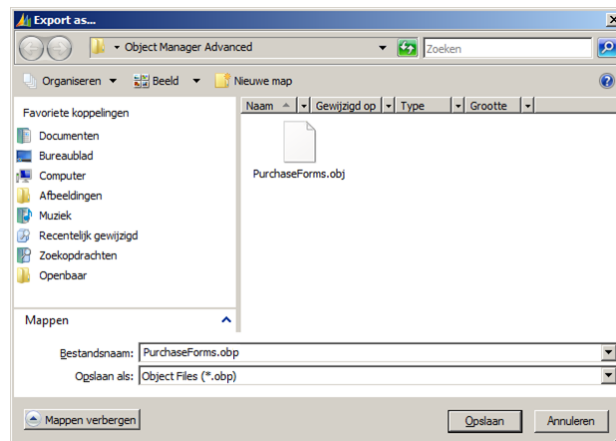 Export as...
Object Manager Advanced
Zoeken
Organiseren
Beeld
Nieuwe map
Favoriete koppelingen
Documenten
Bureaublad
Computer
Afbeeldingen
Muziek
Recentelijk gewijzigd
Zoekopdrachten
Openbaar
Mappen
Naam Gewijzigd op Type Grootte
PurchaseForms.obj
Bestandsnaam: PurchaseForms.obp
Opslaan als: Object Files (*.obp)
Mappen verbergen
Opslaan
Annuleren